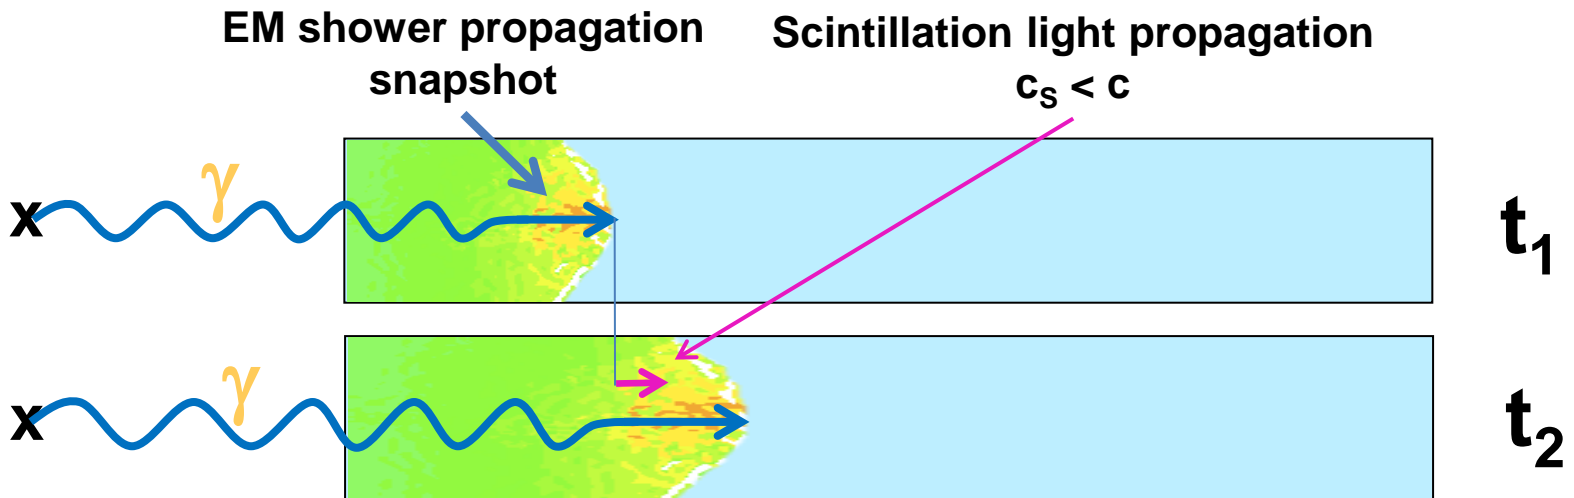 EM shower propagation
snapshot
Scintillation light propagation
cₛ < c
γ
x
t₁
γ
x
t₂